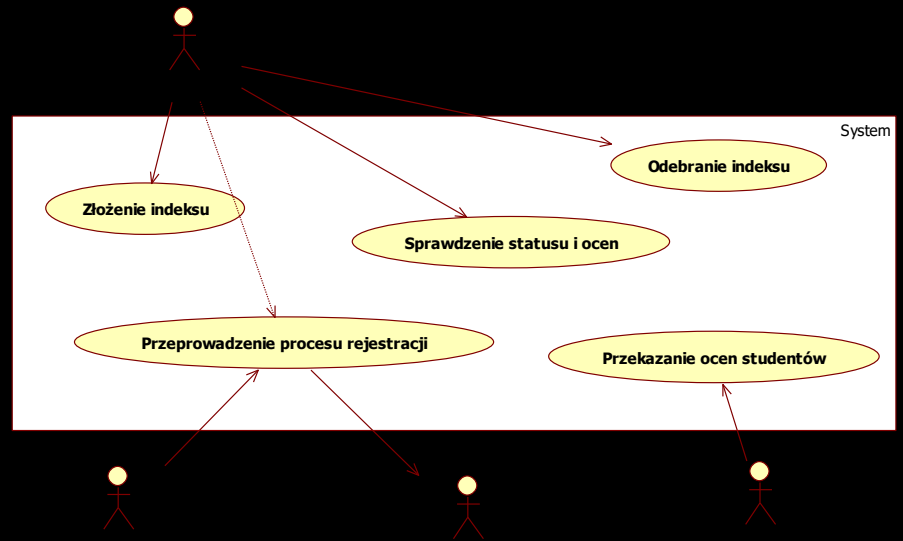 System
Odebranie indeksu
Złożenie indeksu
Sprawdzenie statusu i ocen
Przeprowadzenie procesu rejestracji
Przekazanie ocen studentów